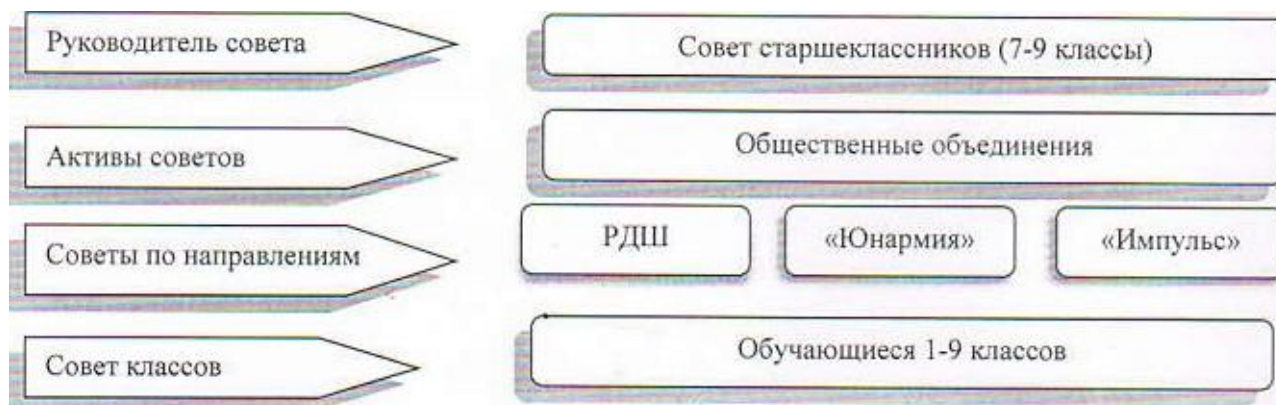 Руководитель совета
Совет старшеклассников (7-9 классы)
Активы советов
Общественные объединения
Советы по направлениям
РДШ
«Юнармия»
«Импульс»
Совет классов
Обучающиеся 1-9 классов